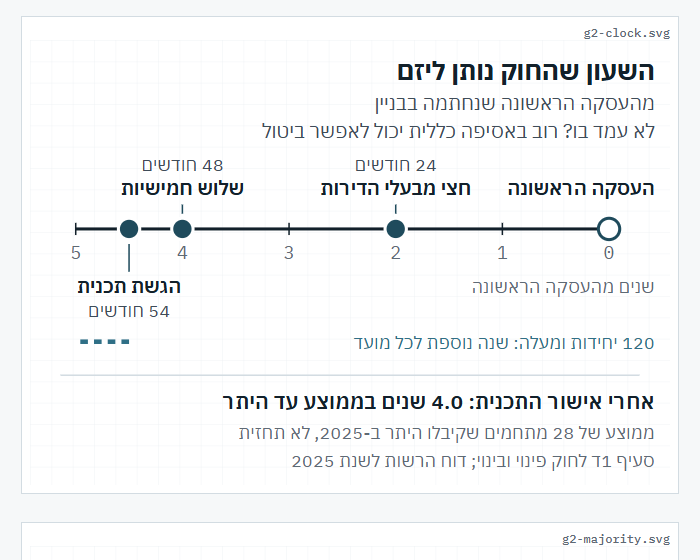 g2-clock.svg
השעון שהחוק נותן ליזם
מהעסקה הראשונה שנחתמה בבניין
לא עמד בו? רוב באסיפה כללית יכול לאפשר ביטול
24 חודשים
48 חודשים
העסקה הראשונה
חצי מבעלי הדירות
שלוש חמישיות
0 1 2 3 4 5
שנים מהעסקה הראשונה
הגשת תכנית
54 חודשים
120 יחידות ומעלה: שנה נוספת לכל מועד
אחרי אישור התכנית: 4.0 שנים בממוצע עד היתר
ממוצע של 28 מתחמים שקיבלו היתר ב-2025, לא תחזית
סעיף 1ד לחוק פינוי ובינוי; דוח הרשות לשנת 2025
g2-majority.svg